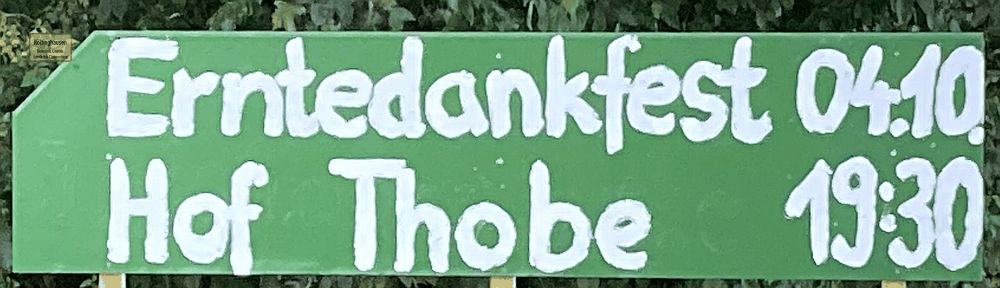 Erntedankfest 04.10.
Hof Thobe 19:30